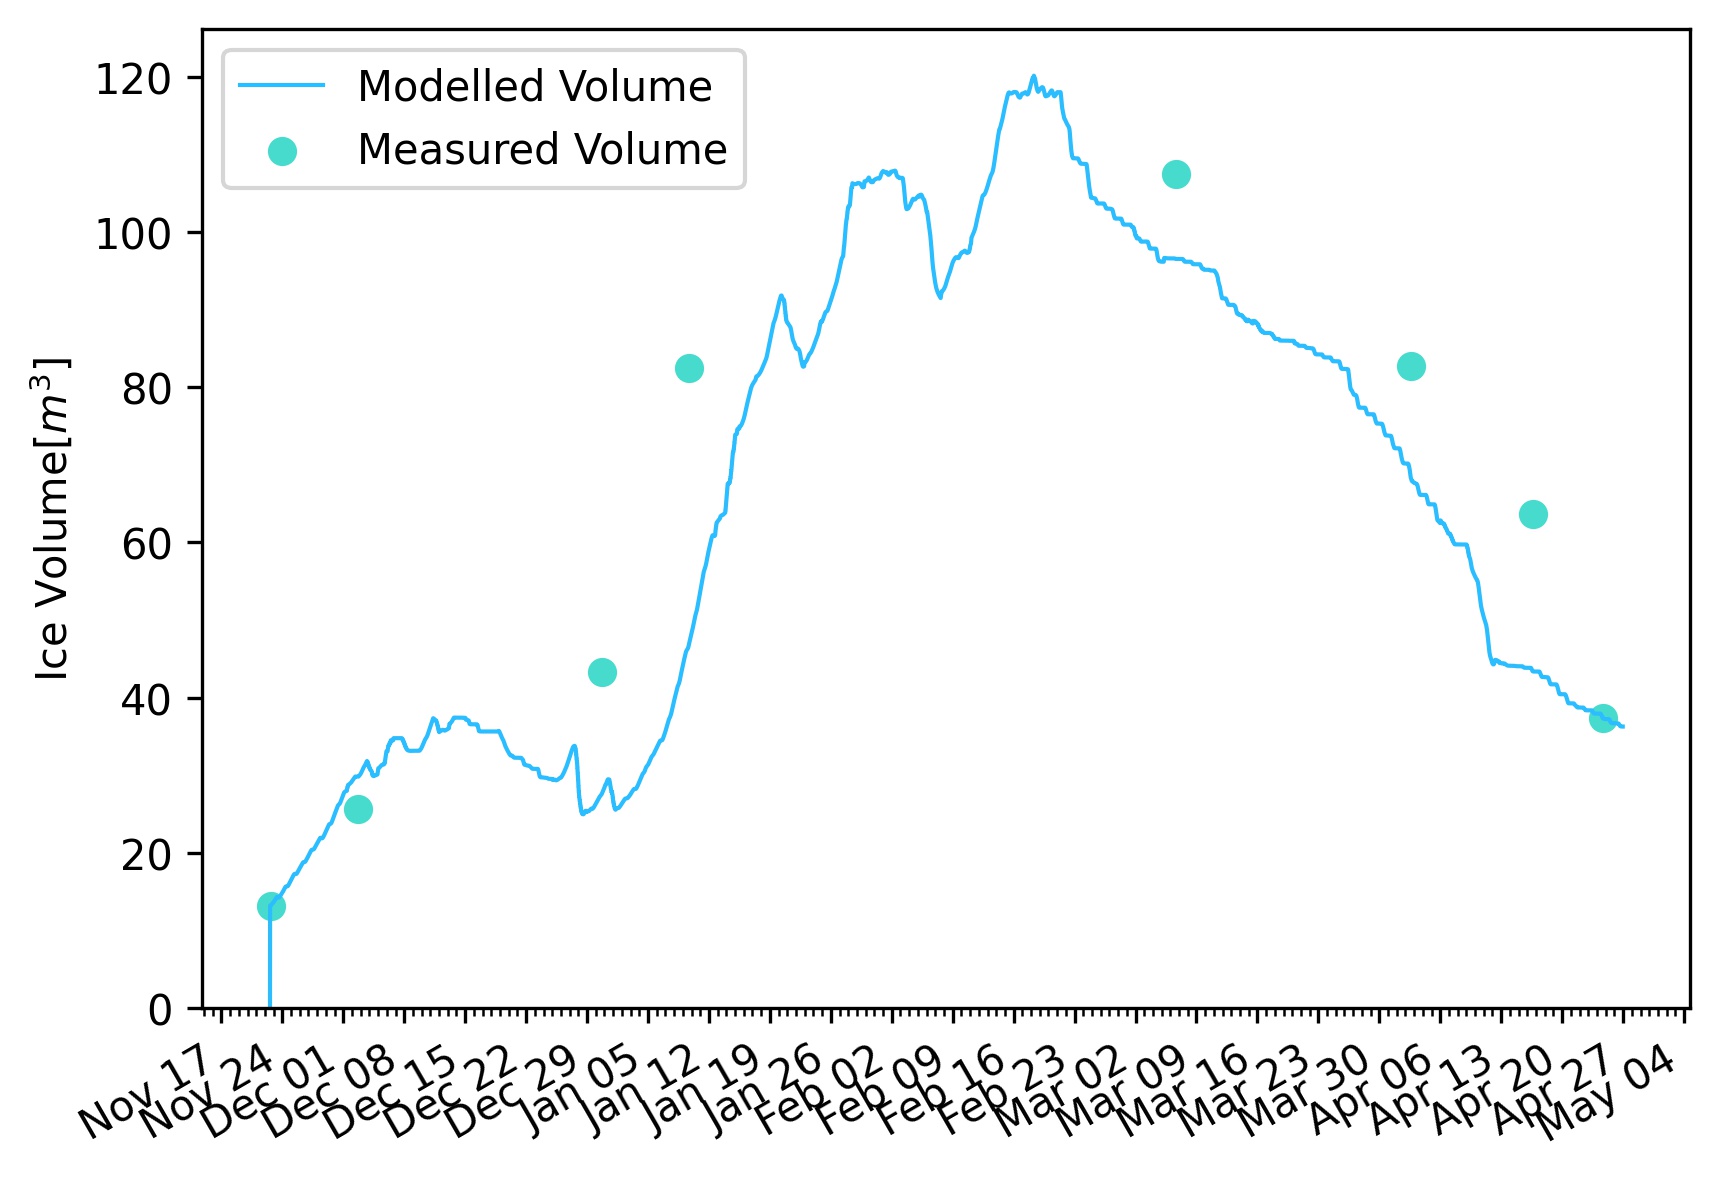 Modelled Volume
Measured Volume
120
100
80
60
40
20
0
Ice Volume[m³]
Nov 17
Nov 24
Dec 01
Dec 08
Dec 15
Dec 22
Dec 29
Jan 05
Jan 12
Jan 19
Jan 26
Feb 02
Feb 09
Feb 16
Feb 23
Mar 02
Mar 09
Mar 16
Mar 23
Mar 30
Apr 06
Apr 13
Apr 20
Apr 27
May 04